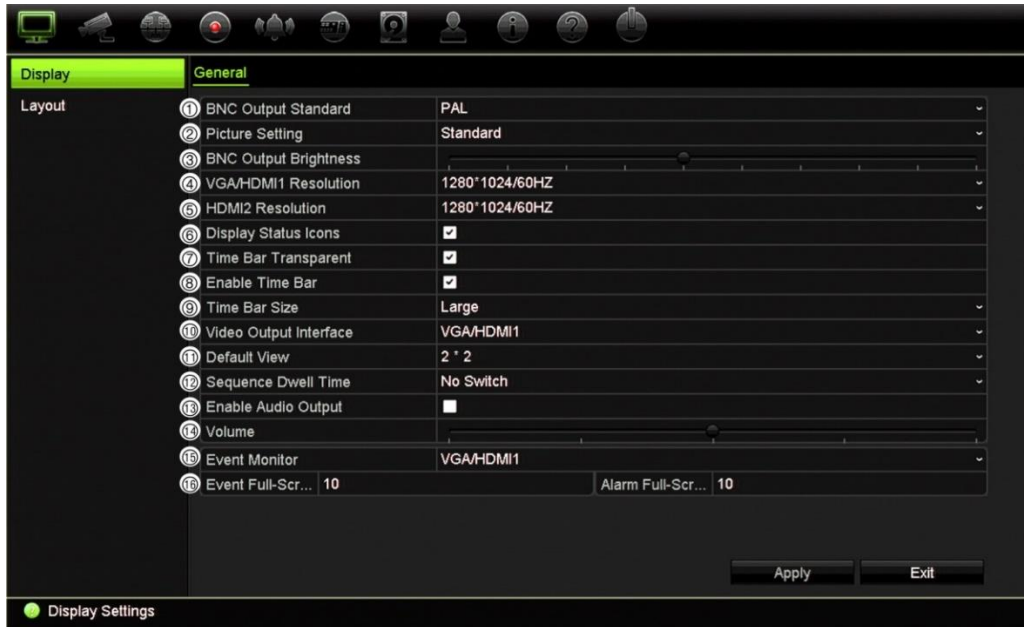 Display
General
Layout
① BNC Output Standard PAL
② Picture Setting Standard
③ BNC Output Brightness
④ VGA/HDMI1 Resolution 1280*1024/60HZ
⑤ HDMI2 Resolution 1280*1024/60HZ
⑥ Display Status Icons
⑦ Time Bar Transparent
⑧ Enable Time Bar
⑨ Time Bar Size Large
⑩ Video Output Interface VGA/HDMI1
⑪ Default View 2 * 2
⑫ Sequence Dwell Time No Switch
⑬ Enable Audio Output
⑭ Volume
⑮ Event Monitor VGA/HDMI1
⑯ Event Full-Scr... 10 Alarm Full-Scr... 10
Apply Exit
Display Settings